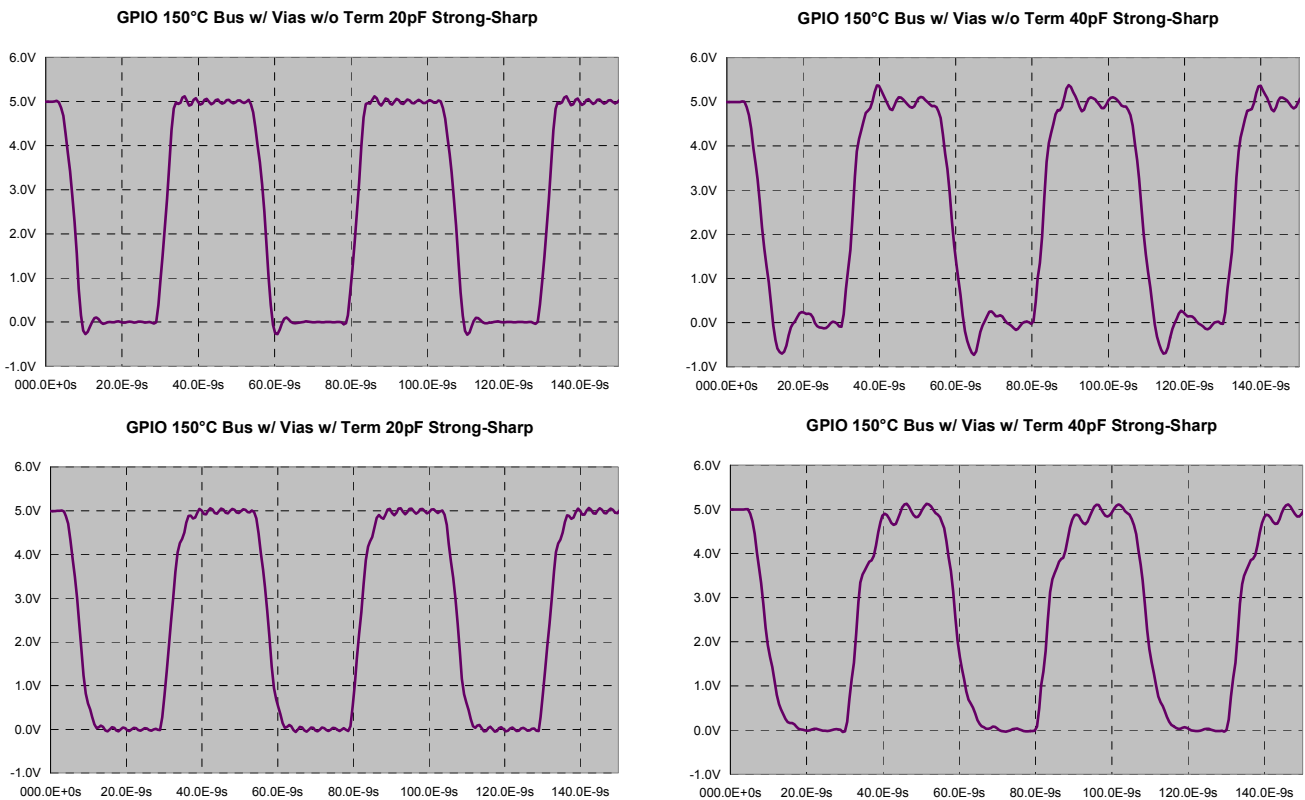 GPIO 150°C Bus w/ Vias w/o Term 20pF Strong-Sharp
6.0V
5.0V
4.0V
3.0V
2.0V
1.0V
0.0V
-1.0V
000.0E+0s 20.0E-9s 40.0E-9s 60.0E-9s 80.0E-9s 100.0E-9s 120.0E-9s 140.0E-9s
GPIO 150°C Bus w/ Vias w/o Term 40pF Strong-Sharp
6.0V
5.0V
4.0V
3.0V
2.0V
1.0V
0.0V
-1.0V
000.0E+0s 20.0E-9s 40.0E-9s 60.0E-9s 80.0E-9s 100.0E-9s 120.0E-9s 140.0E-9s
GPIO 150°C Bus w/ Vias w/ Term 20pF Strong-Sharp
6.0V
5.0V
4.0V
3.0V
2.0V
1.0V
0.0V
-1.0V
000.0E+0s 20.0E-9s 40.0E-9s 60.0E-9s 80.0E-9s 100.0E-9s 120.0E-9s 140.0E-9s
GPIO 150°C Bus w/ Vias w/ Term 40pF Strong-Sharp
6.0V
5.0V
4.0V
3.0V
2.0V
1.0V
0.0V
-1.0V
000.0E+0s 20.0E-9s 40.0E-9s 60.0E-9s 80.0E-9s 100.0E-9s 120.0E-9s 140.0E-9s